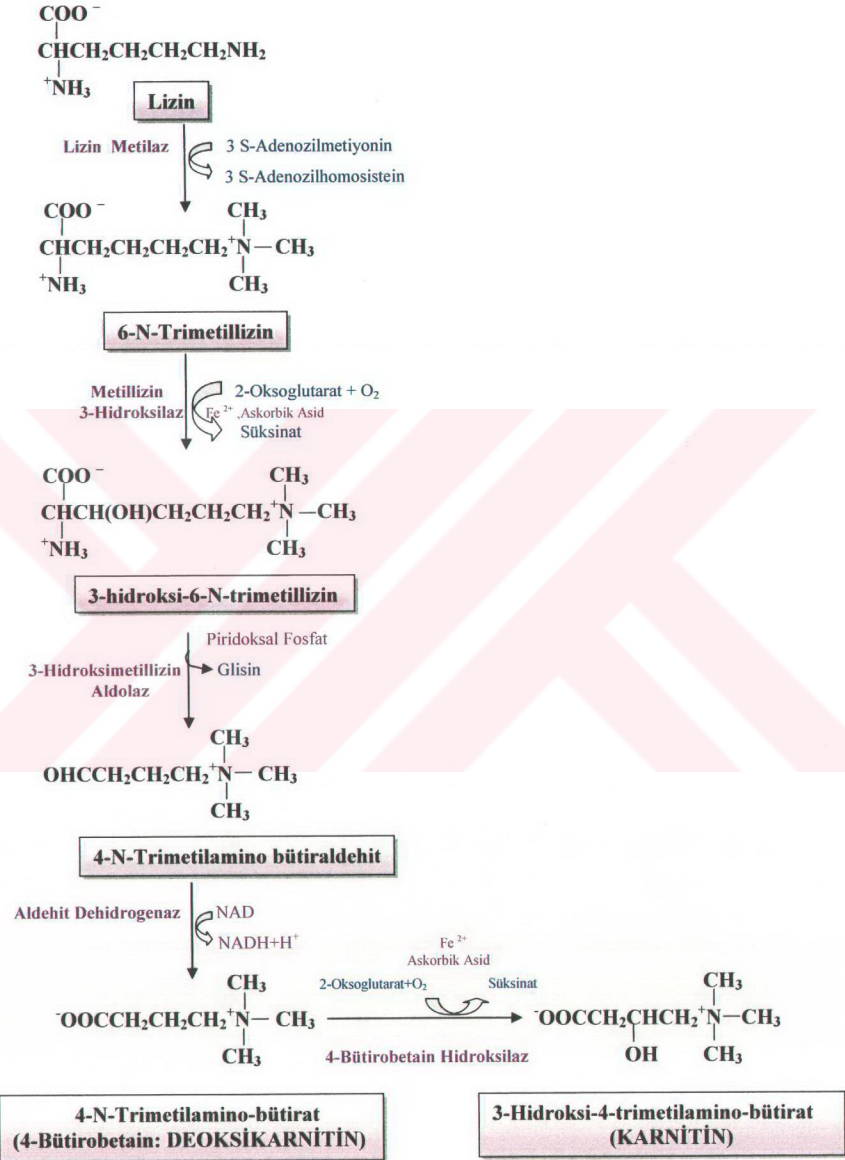 COO⁻
CHCH₂CH₂CH₂CH₂NH₂
⁺NH₃
Lizin
Lizin Metilaz
3 S-Adenozilmetiyonin
3 S-Adenozilhomosistein
COO⁻ CH₃
CHCH₂CH₂CH₂CH₂⁺N—CH₃
⁺NH₃ CH₃
6-N-Trimetillizin
Metillizin
3-Hidroksilaz
2-Oksoglutarat + O₂
Fe ²⁺ ,Askorbik Asid
Süksinat
COO⁻ CH₃
CHCH(OH)CH₂CH₂CH₂⁺N—CH₃
⁺NH₃ CH₃
3-hidroksi-6-N-trimetillizin
Piridoksal Fosfat
3-Hidroksimetillizin
Aldolaz
Glisin
CH₃
OHCCH₂CH₂CH₂⁺N— CH₃
CH₃
4-N-Trimetilamino bütiraldehit
Aldehit Dehidrogenaz
NAD
NADH+H⁺
CH₃
⁻OOCCH₂CH₂CH₂⁺N— CH₃
CH₃
Fe ²⁺
Askorbik Asid
2-Oksoglutarat+O₂ Süksinat
4-Bütirobetain Hidroksilaz
CH₃
⁻OOCCH₂CHCH₂⁺N—CH₃
OH CH₃
4-N-Trimetilamino-bütirat
(4-Bütirobetain: DEOKSİKARNİTİN)
3-Hidroksi-4-trimetilamino-bütirat
(KARNİTİN)